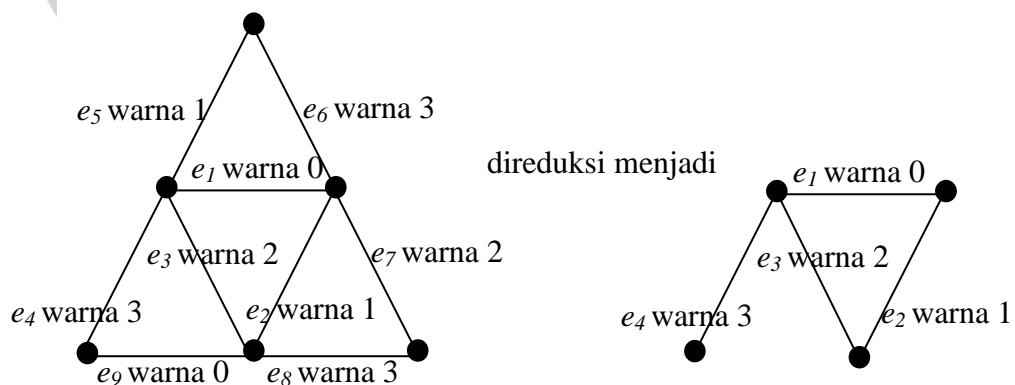 e5 warna 1
e6 warna 3
e1 warna 0
direduksi menjadi
e1 warna 0
e3 warna 2
e7 warna 2
e3 warna 2
e4 warna 3
e2 warna 1
e4 warna 3
e2 warna 1
e9 warna 0
e8 warna 3